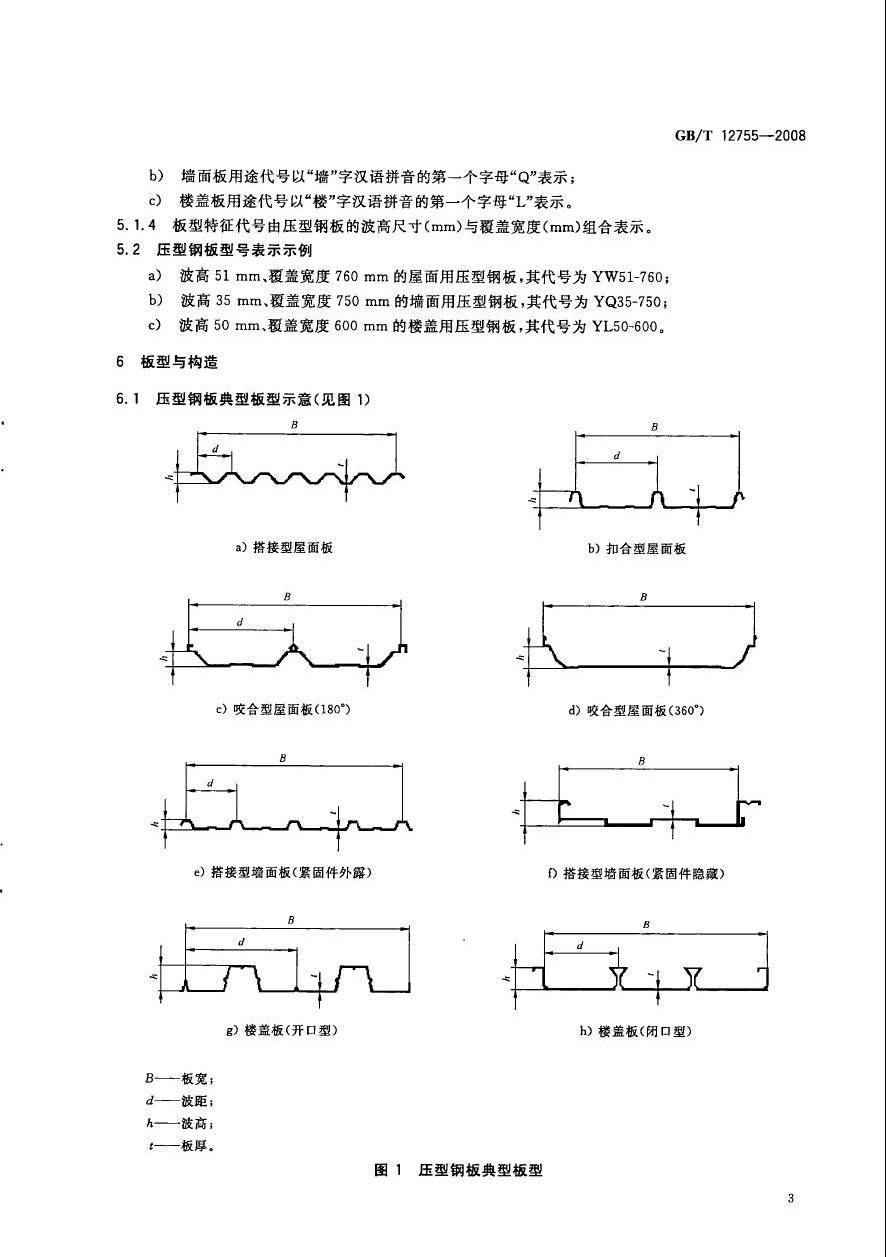 GB/T 12755—2008
b) 墙面板用途代号以“墙”字汉语拼音的第一个字母“Q”表示；
c) 楼盖板用途代号以“楼”字汉语拼音的第一个字母“L”表示。
5.1.4 板型特征代号由压型钢板的波高尺寸(mm)与覆盖宽度(mm)组合表示。
5.2 压型钢板型号表示示例
a) 波高 51 mm、覆盖宽度 760 mm 的屋面用压型钢板，其代号为 YW51-760；
b) 波高 35 mm、覆盖宽度 750 mm 的墙面用压型钢板，其代号为 YQ35-750；
c) 波高 50 mm、覆盖宽度 600 mm 的楼盖用压型钢板，其代号为 YL50-600。
6 板型与构造
6.1 压型钢板典型板型示意(见图 1)
B
d
t
h
a) 搭接型屋面板
B
d
t
h
b) 扣合型屋面板
B
d
t
h
c) 咬合型屋面板(180°)
B
t
h
d) 咬合型屋面板(360°)
B
d
t
h
e) 搭接型墙面板(紧固件外露)
B
t
h
f) 搭接型墙面板(紧固件隐藏)
B
d
t
h
g) 楼盖板(开口型)
B
d
t
h
h) 楼盖板(闭口型)
B——板宽；
d——波距；
h——波高；
t——板厚。
图 1 压型钢板典型板型
3